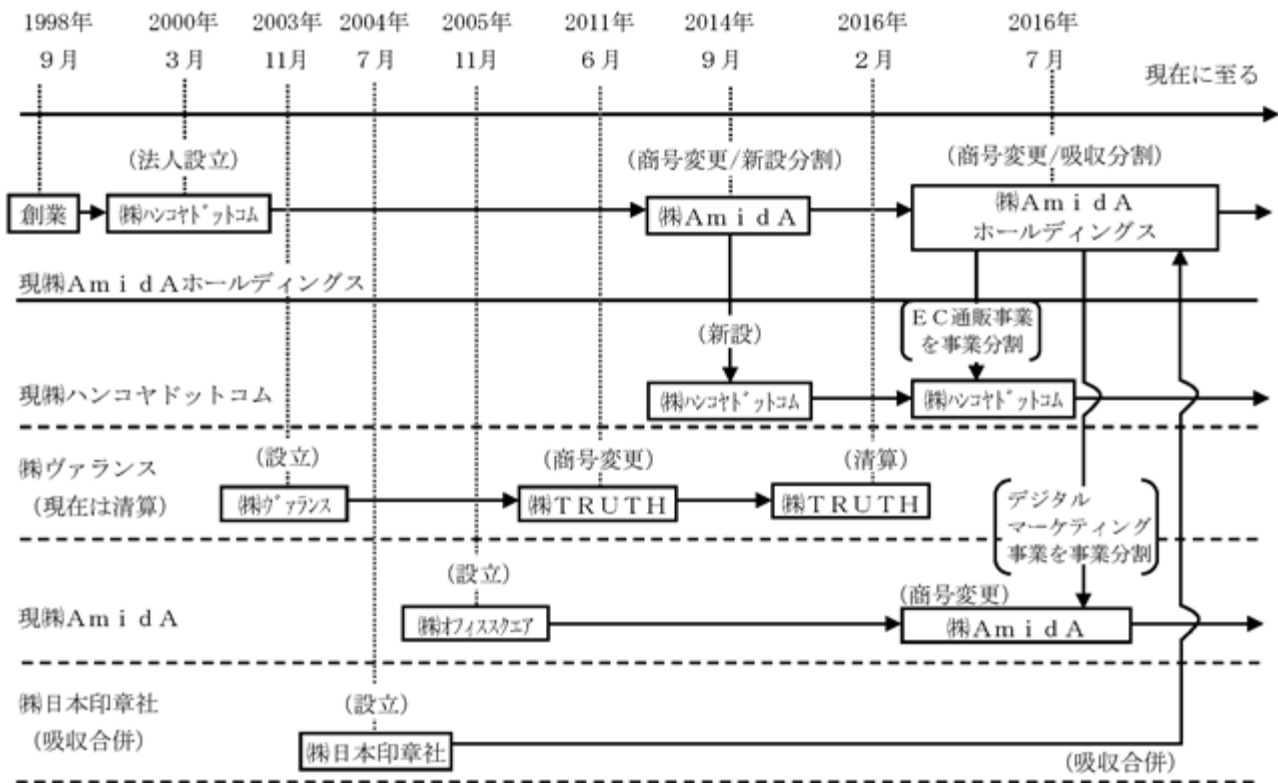 1998年 2000年 2003年 2004年 2005年 2011年 2014年 2016年 2016年
9月 3月 11月 7月 11月 6月 9月 2月 7月
現在に至る
(法人設立) (商号変更/新設分割) (商号変更/吸収分割)
創業 ㈱ﾊﾝｺﾔﾄﾞｯﾄｺﾑ ㈱AmidA ㈱AmidA
ホールディングス
現㈱AmidAホールディングス
(新設) EC通販事業
を事業分割
現㈱ハンコヤドットコム ㈱ﾊﾝｺﾔﾄﾞｯﾄｺﾑ ㈱ﾊﾝｺﾔﾄﾞｯﾄｺﾑ
㈱ヴァランス (設立) (商号変更) (清算)
(現在は清算) ㈱ｳﾞｧﾗﾝｽ ㈱TRUTH ㈱TRUTH
デジタル
マーケティング
事業を事業分割
(設立) (商号変更)
現㈱AmidA ㈱ｵﾌｨｽｽｸｴｱ ㈱AmidA
㈱日本印章社 (設立)
(吸収合併) ㈱日本印章社 (吸収合併)